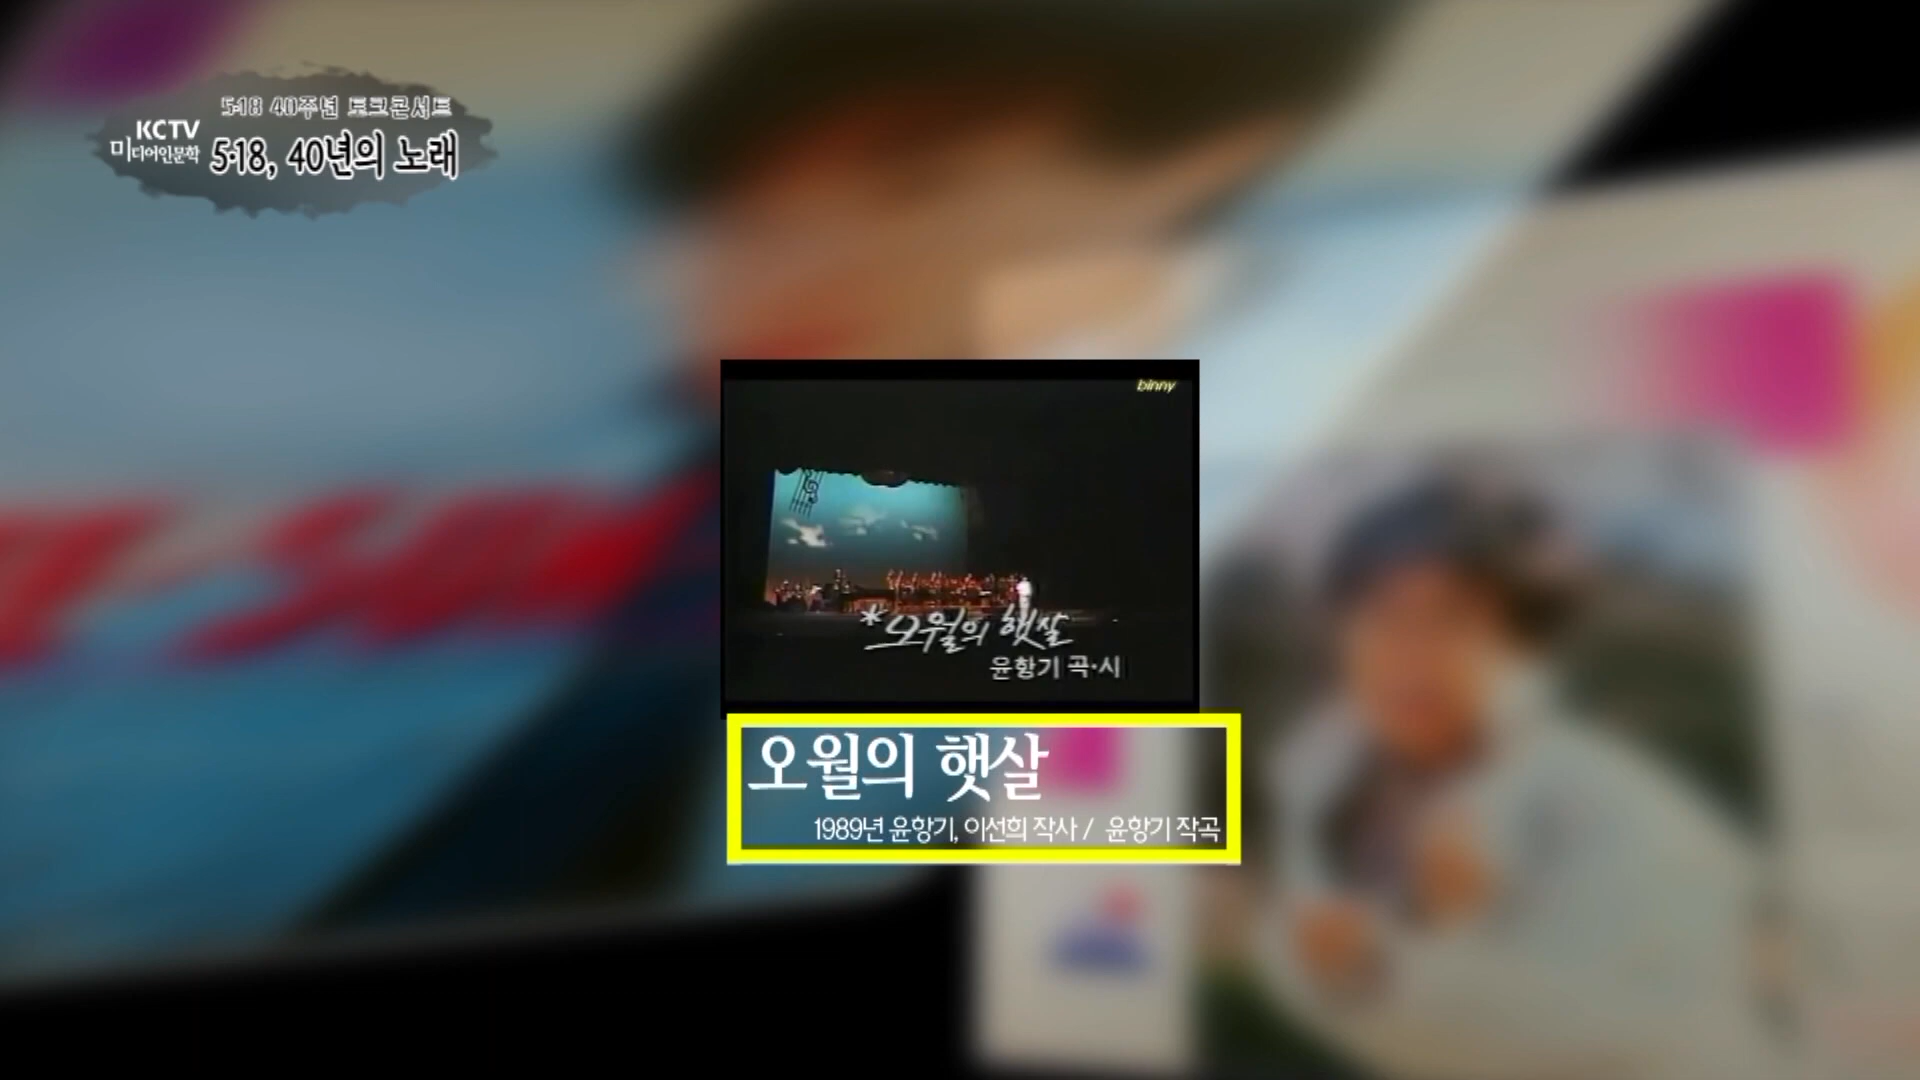 5·18 40주년 토크콘서트
KCTV
미디어인문학
5·18, 40년의 노래
binny
*오월의 햇살
윤항기 곡·시
오월의 햇살
1989년 윤항기, 이선희 작사 / 윤항기 작곡